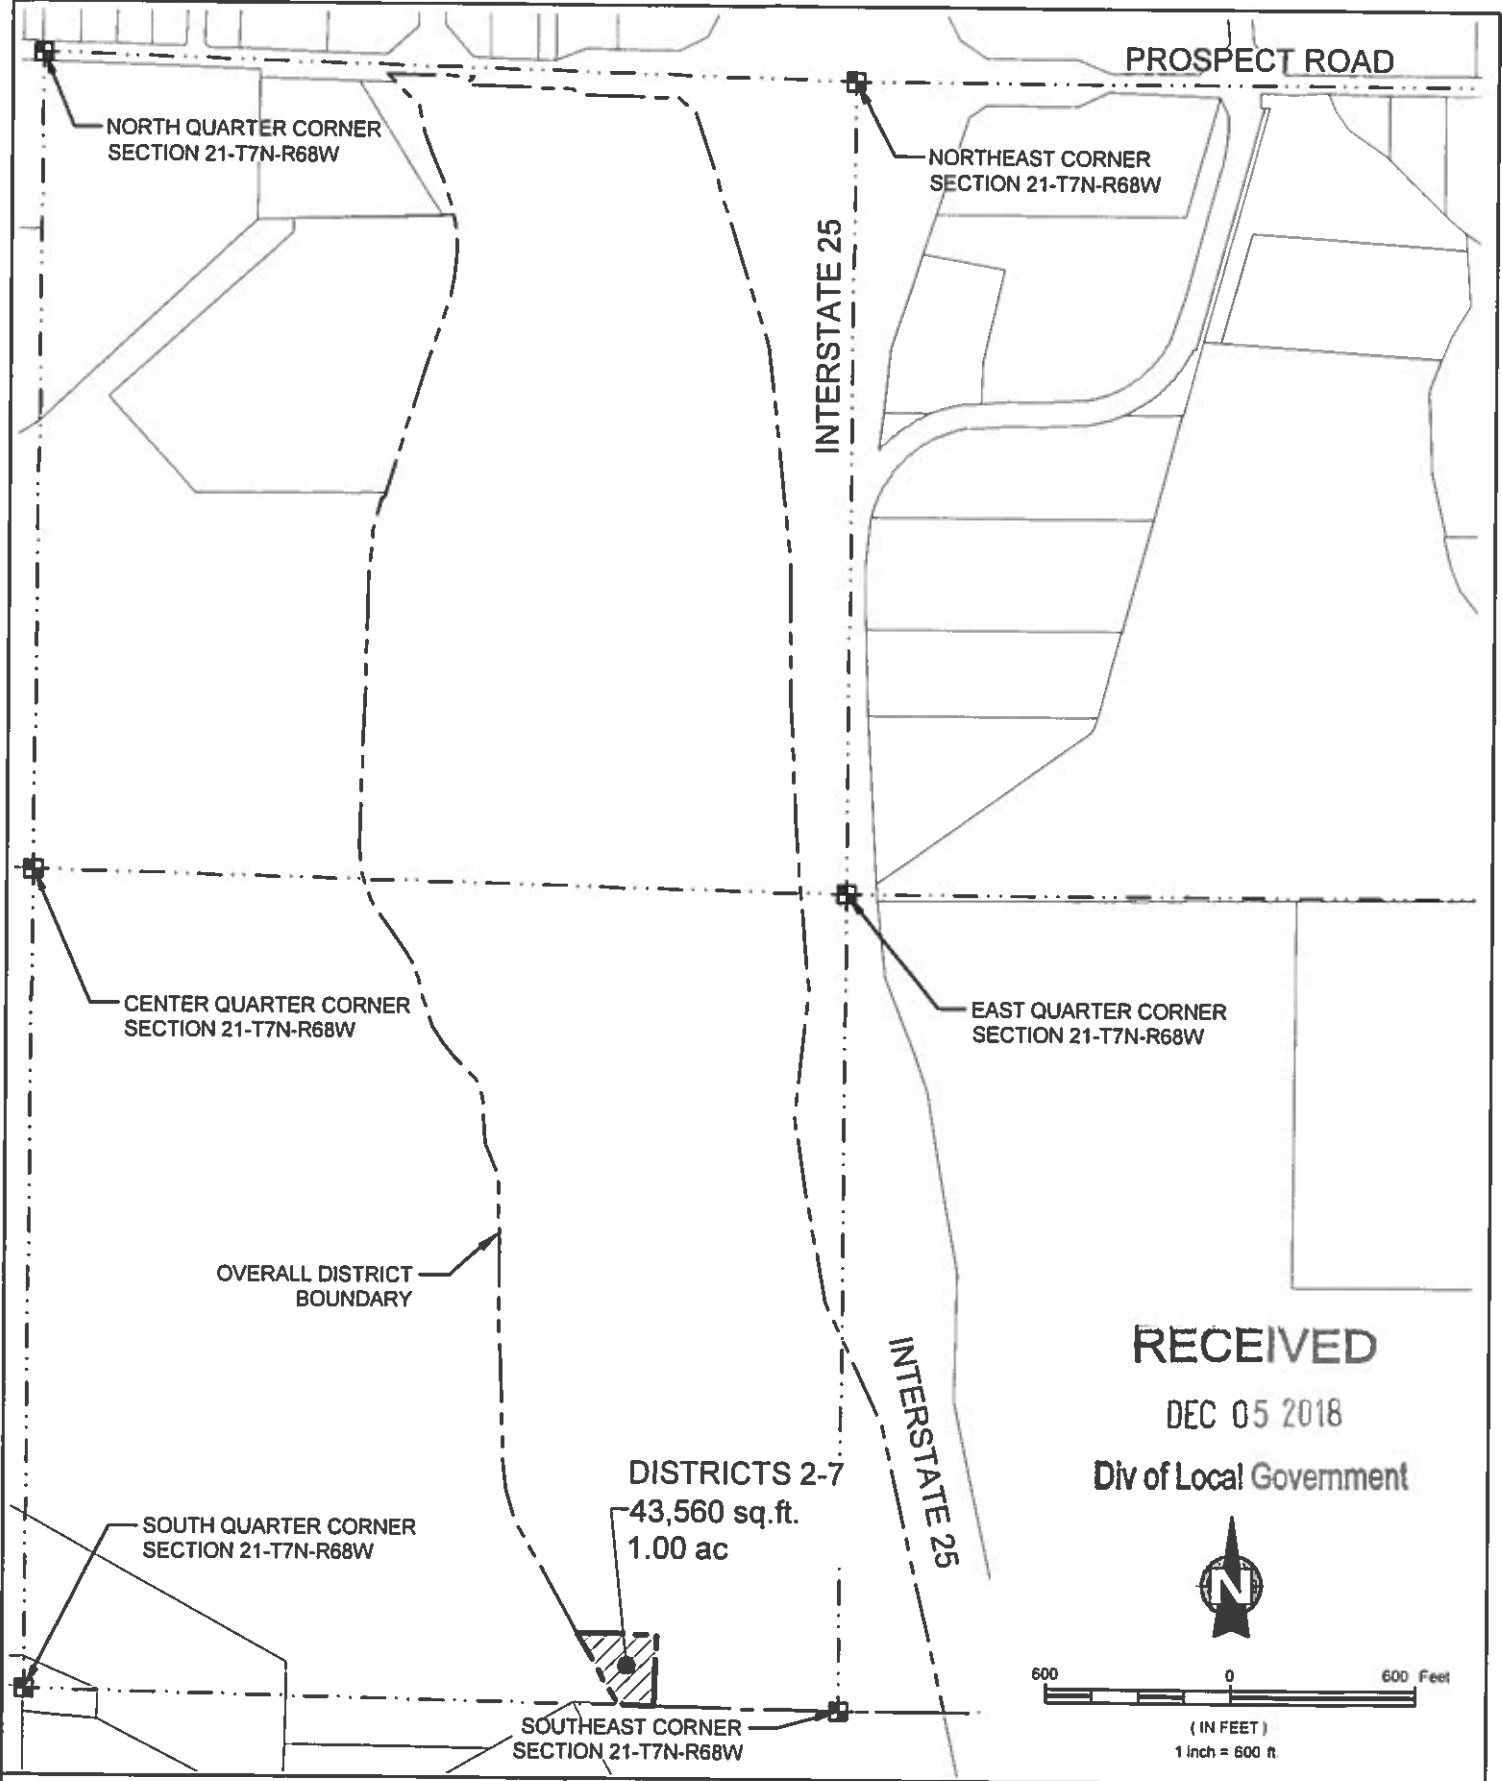 PROSPECT ROAD
NORTH QUARTER CORNER
SECTION 21-T7N-R68W
NORTHEAST CORNER
SECTION 21-T7N-R68W
INTERSTATE 25
CENTER QUARTER CORNER
SECTION 21-T7N-R68W
EAST QUARTER CORNER
SECTION 21-T7N-R68W
OVERALL DISTRICT
BOUNDARY
INTERSTATE 25
RECEIVED
DEC 05 2018
Div of Local Government
DISTRICTS 2-7
43,560 sq.ft.
1.00 ac
SOUTH QUARTER CORNER
SECTION 21-T7N-R68W
N
SOUTHEAST CORNER
SECTION 21-T7N-R68W
600 0 600 Feet
( IN FEET )
1 inch = 600 ft